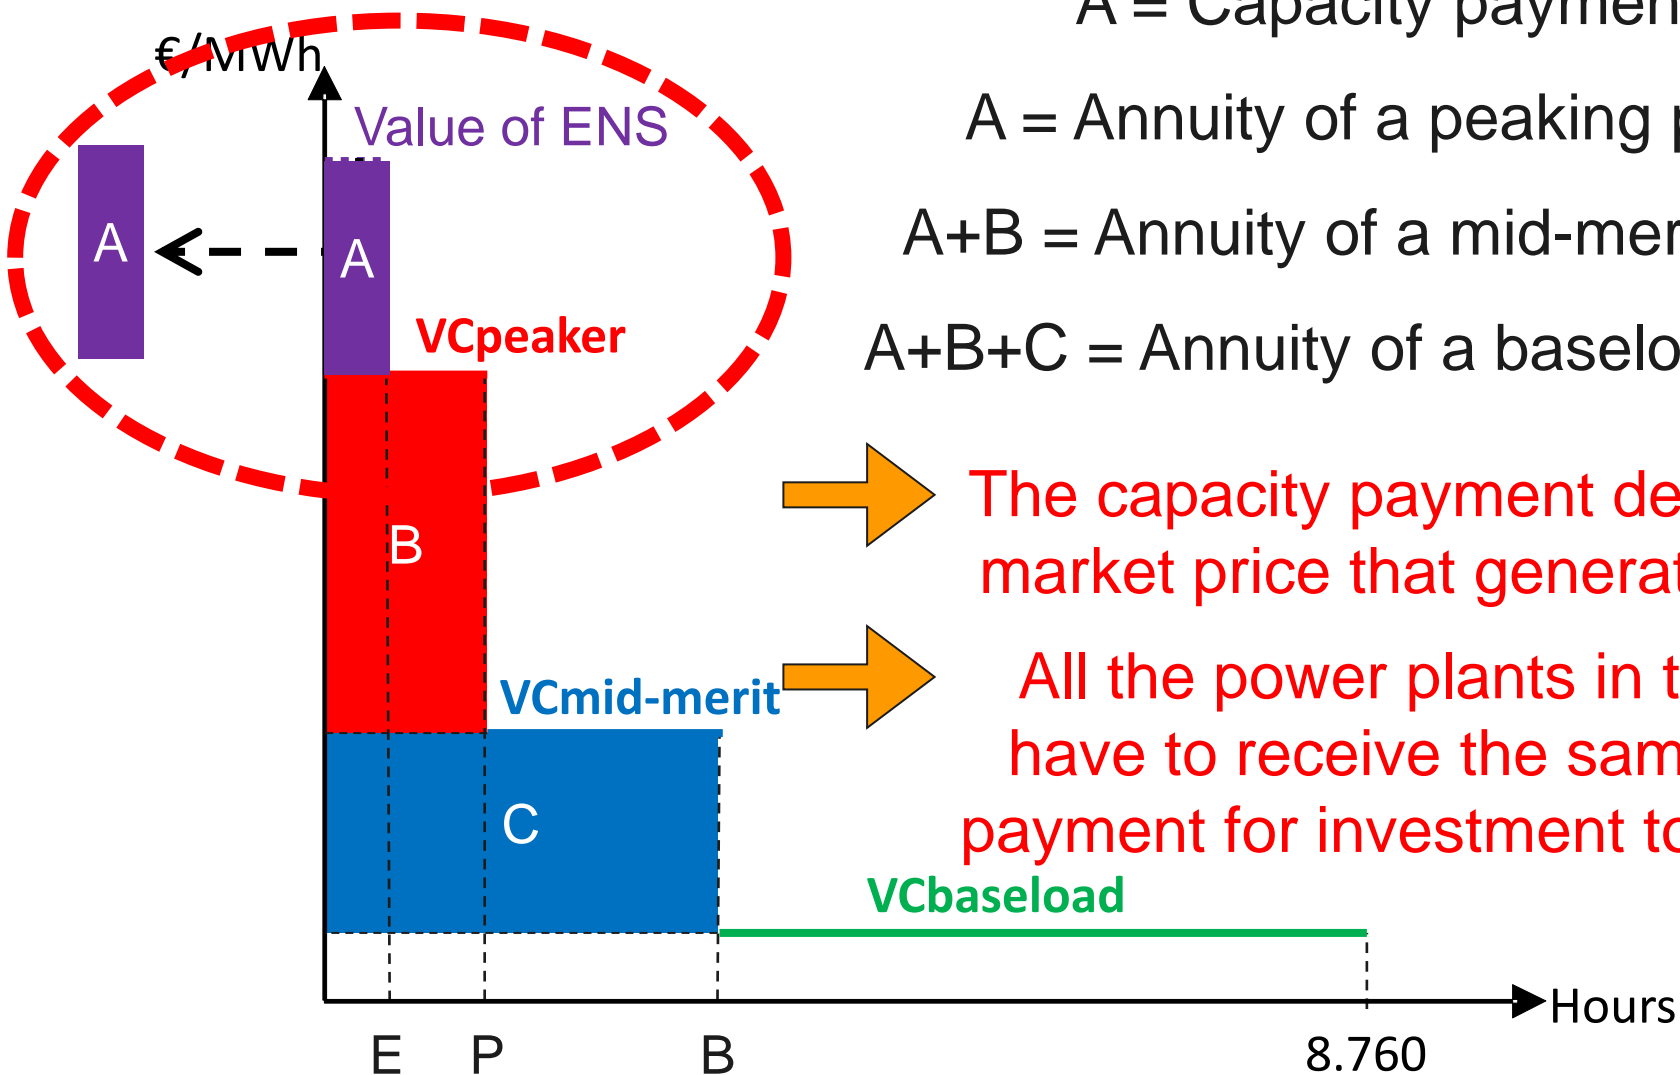 A = Capacity paymen
€/MWh
Value of ENS
A = Annuity of a peaking
A
A
A+B = Annuity of a mid-mer
VCpeaker
A+B+C = Annuity of a baselo
B
The capacity payment de
market price that generat
VCmid-merit
All the power plants in t
have to receive the sam
payment for investment to
C
VCbaseload
Hours
E P B 8.760